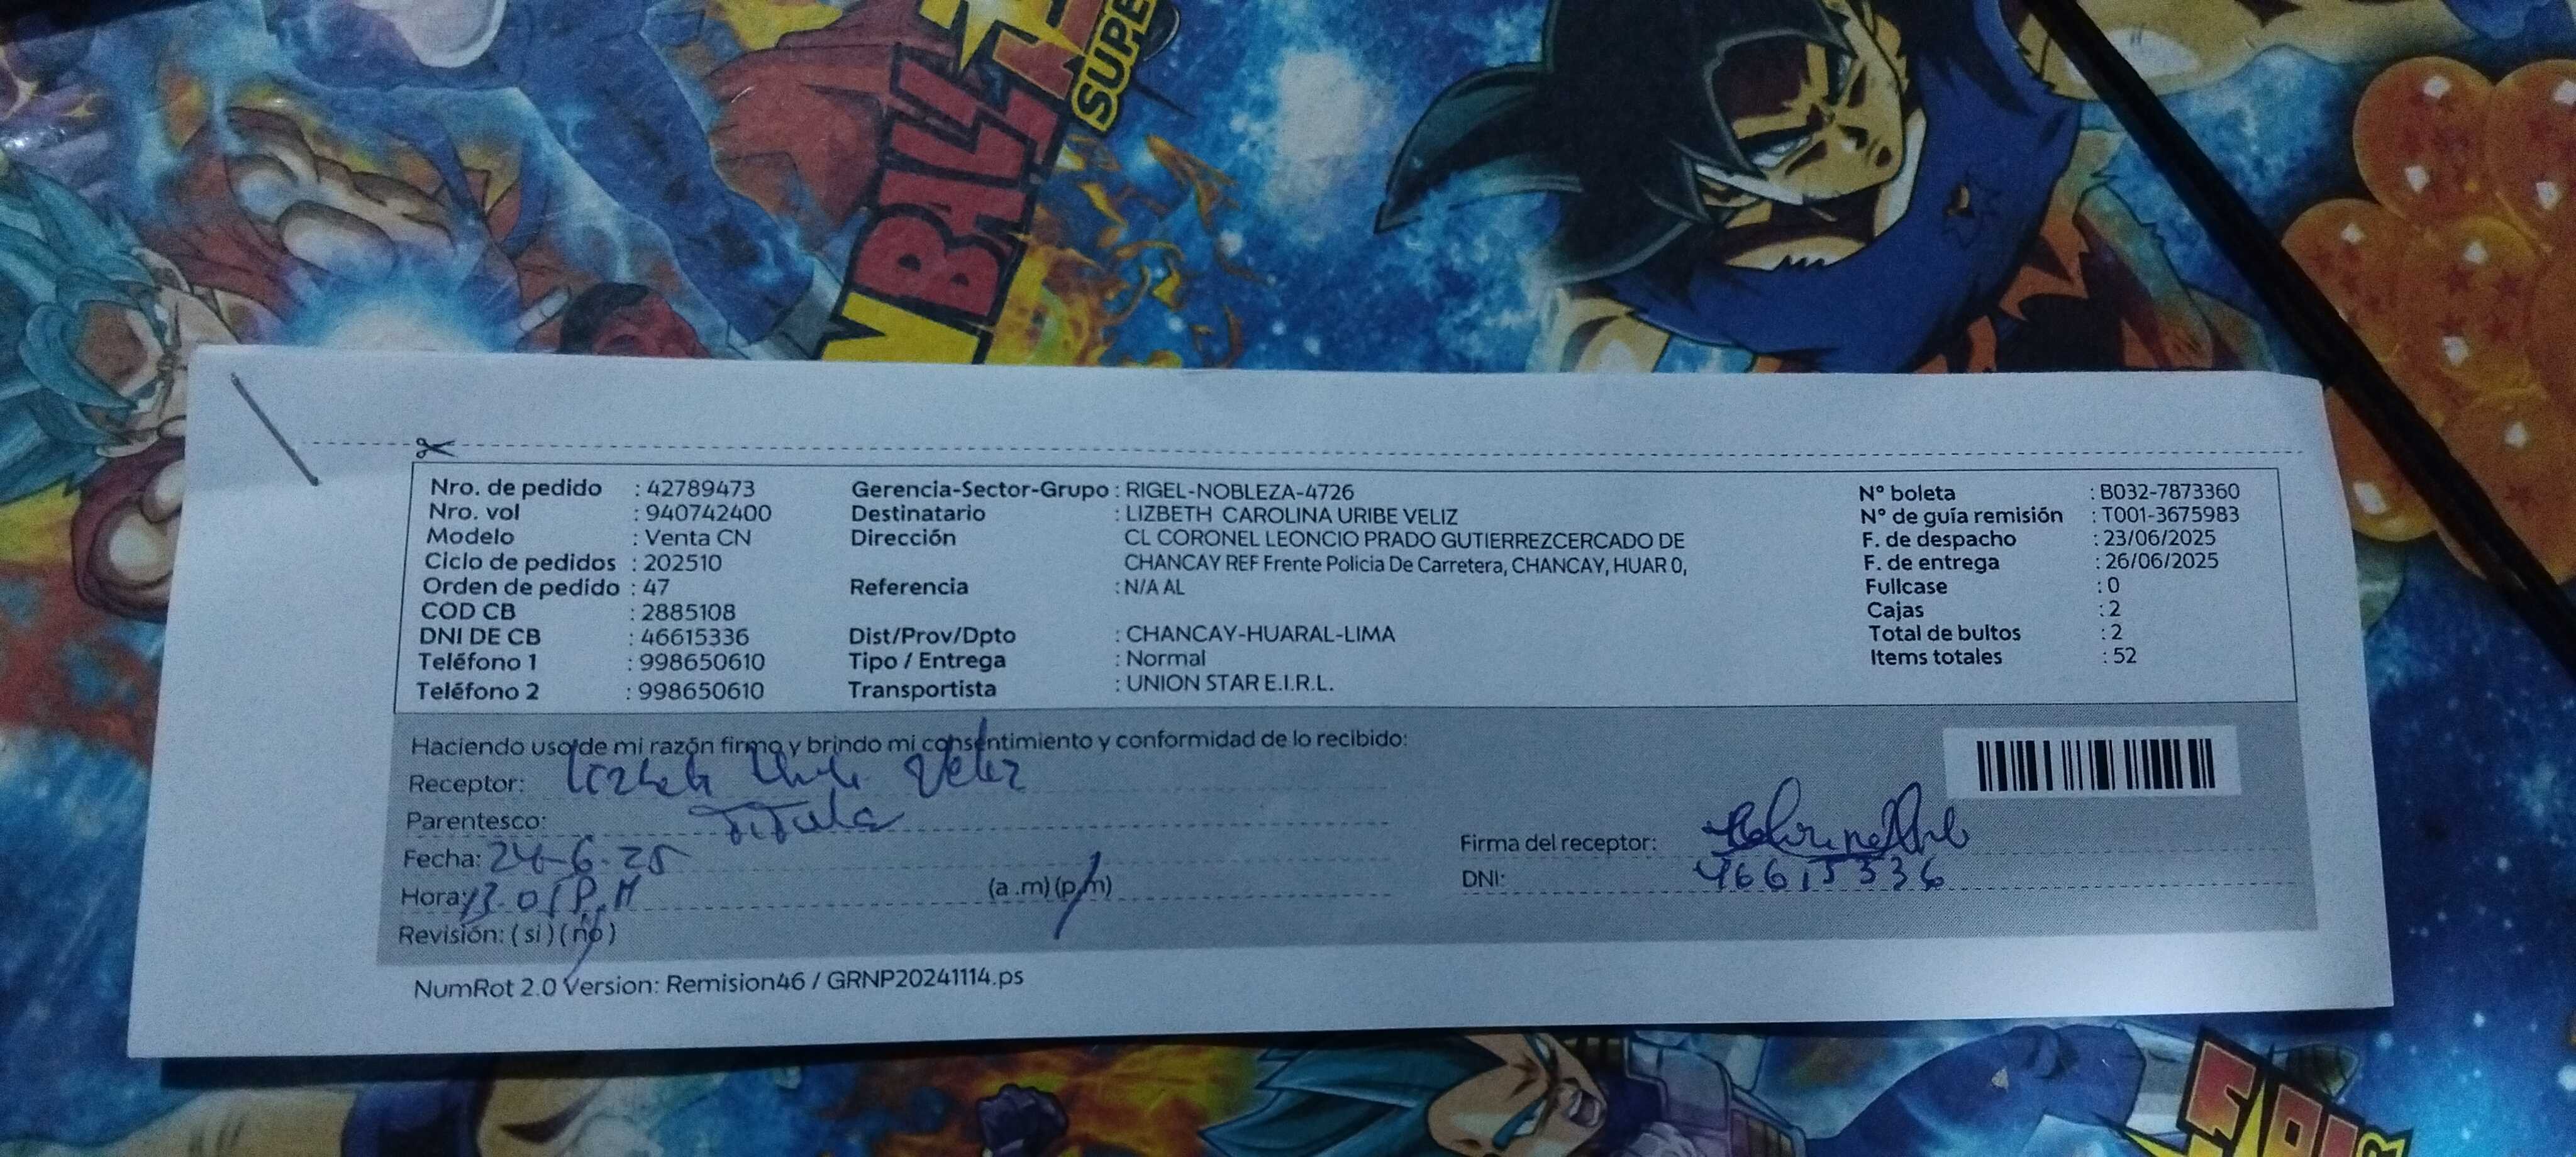 BALL
SUPE
Nro. de pedido : 42789473
Nro. vol : 940742400
Modelo : Venta CN
Ciclo de pedidos : 202510
Orden de pedido : 47
COD CB : 2885108
DNI DE CB : 46615336
Teléfono 1 : 998650610
Teléfono 2 : 998650610
Gerencia-Sector-Grupo : RIGEL-NOBLEZA-4726
Destinatario : LIZBETH CAROLINA URIBE VELIZ
Dirección CL CORONEL LEONCIO PRADO GUTIERREZCERCADO DE
CHANCAY REF Frente Policia De Carretera, CHANCAY, HUAR 0,
Referencia : N/A AL
Dist/Prov/Dpto : CHANCAY-HUARAL-LIMA
Tipo / Entrega : Normal
Transportista : UNION STAR E.I.R.L.
N° boleta : B032-7873360
N° de guía remisión : T001-3675983
F. de despacho : 23/06/2025
F. de entrega : 26/06/2025
Fullcase : 0
Cajas : 2
Total de bultos : 2
Items totales : 52
Haciendo uso de mi razón firmo y brindo mi consentimiento y conformidad de lo recibido:
Receptor: Lizbeth Uribe Veliz
Parentesco: Titula
Fecha: 24-6-25
Hora: 13.01 P.M (a .m) (p.m)
Revisión: ( si ) ( no )
Firma del receptor:
DNI: 46615336
NumRot 2.0 Version: Remision46 / GRNP20241114.ps